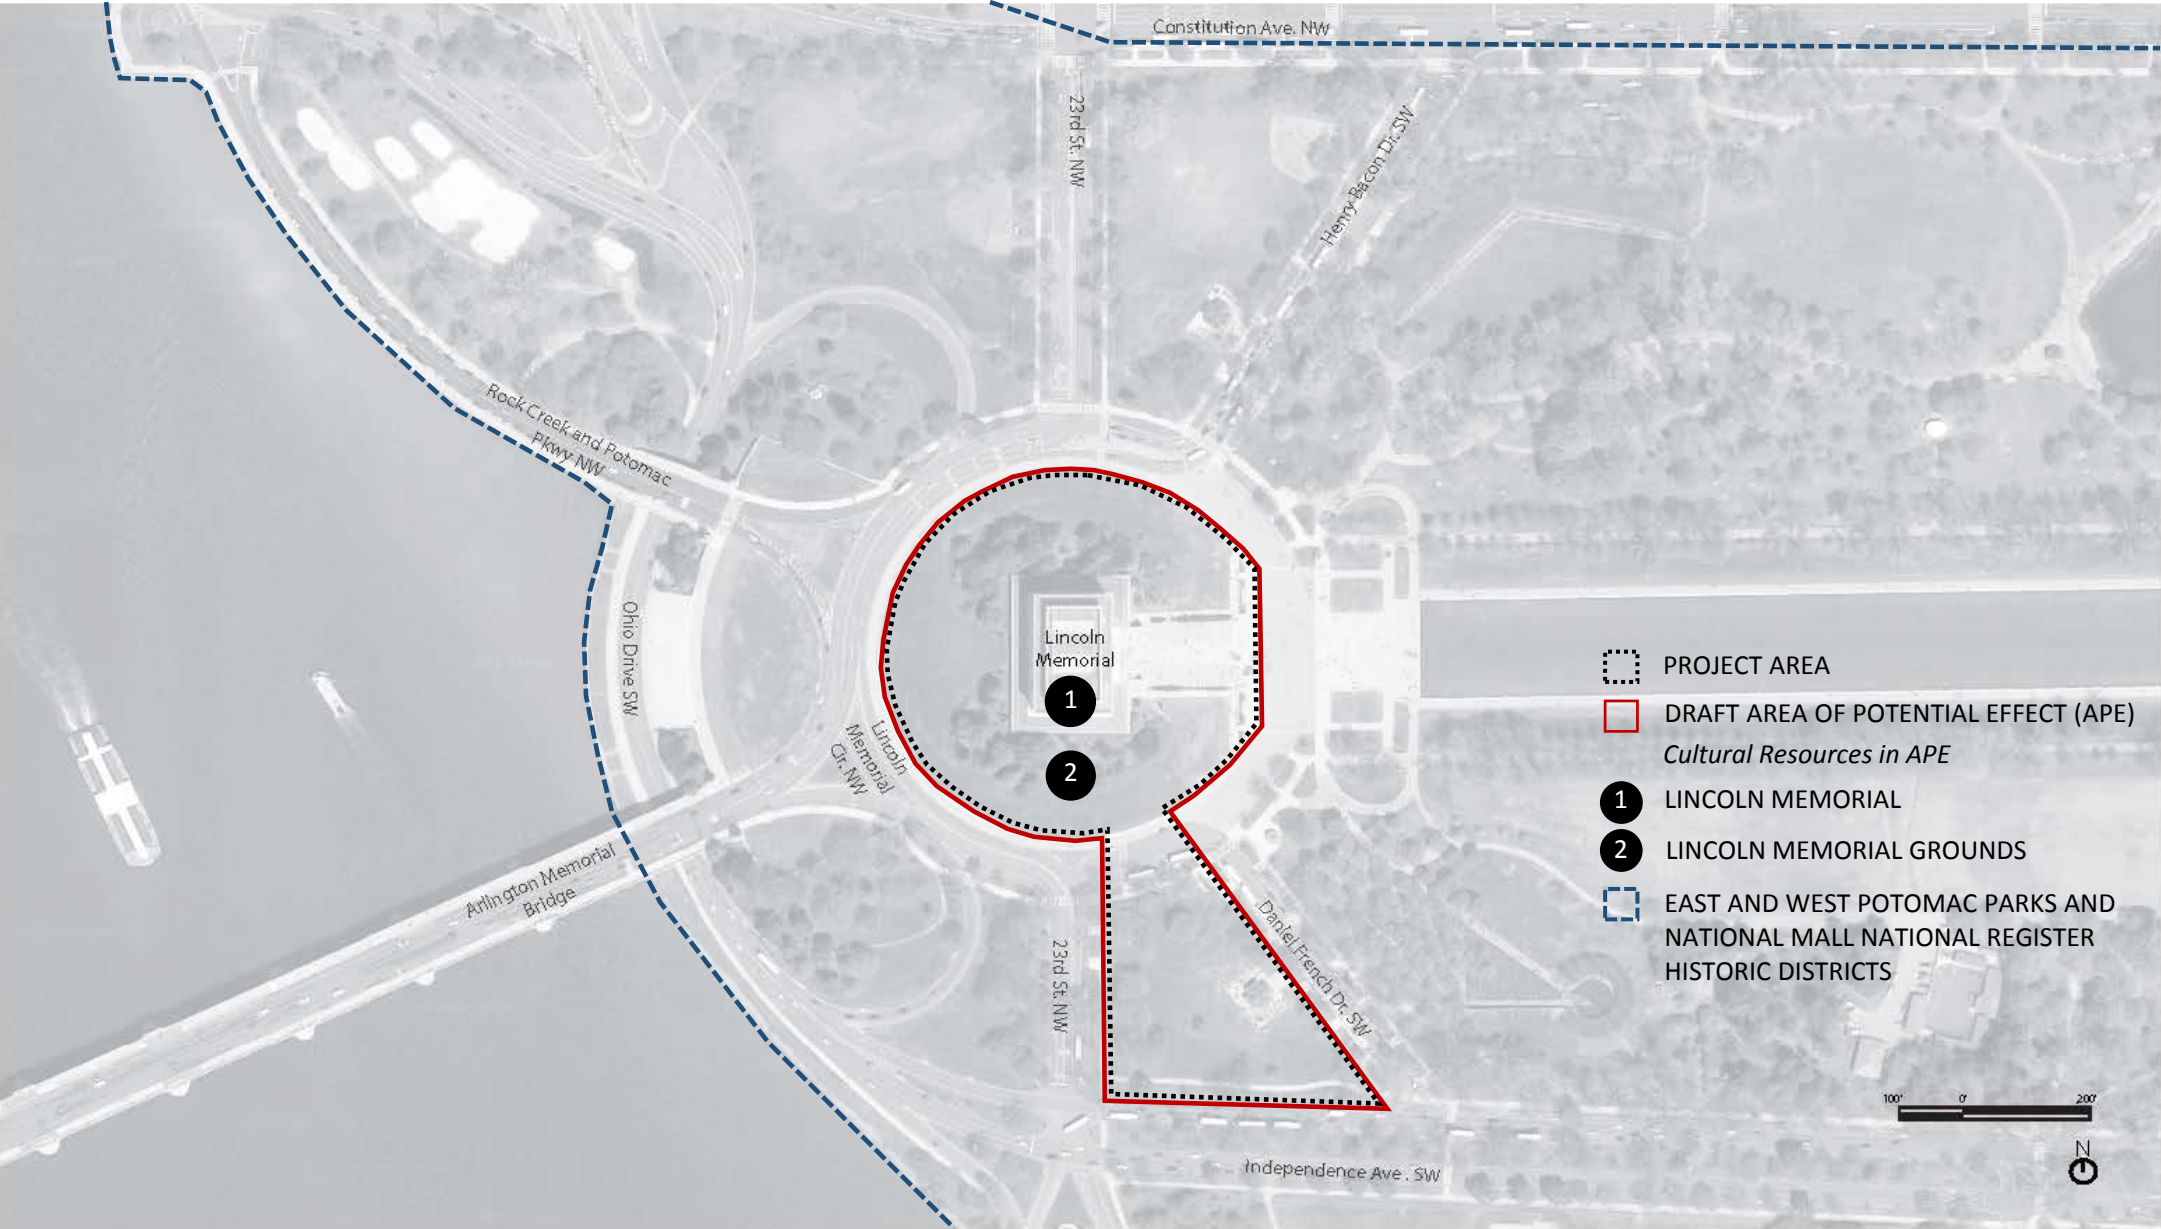 Constitution Ave. NW
23rd St. NW
Henry Bacon Dr. SW
Rock Creek and Potomac
Pkwy NW
Ohio Drive SW
Lincoln
Memorial
1
2
Lincoln
Memorial
Cir. NW
Arlington Memorial
Bridge
23rd St. NW
Daniel French Dr. SW
Independence Ave. SW
PROJECT AREA
DRAFT AREA OF POTENTIAL EFFECT (APE)
Cultural Resources in APE
1 LINCOLN MEMORIAL
2 LINCOLN MEMORIAL GROUNDS
EAST AND WEST POTOMAC PARKS AND
NATIONAL MALL NATIONAL REGISTER
HISTORIC DISTRICTS
100' 0' 200'
N